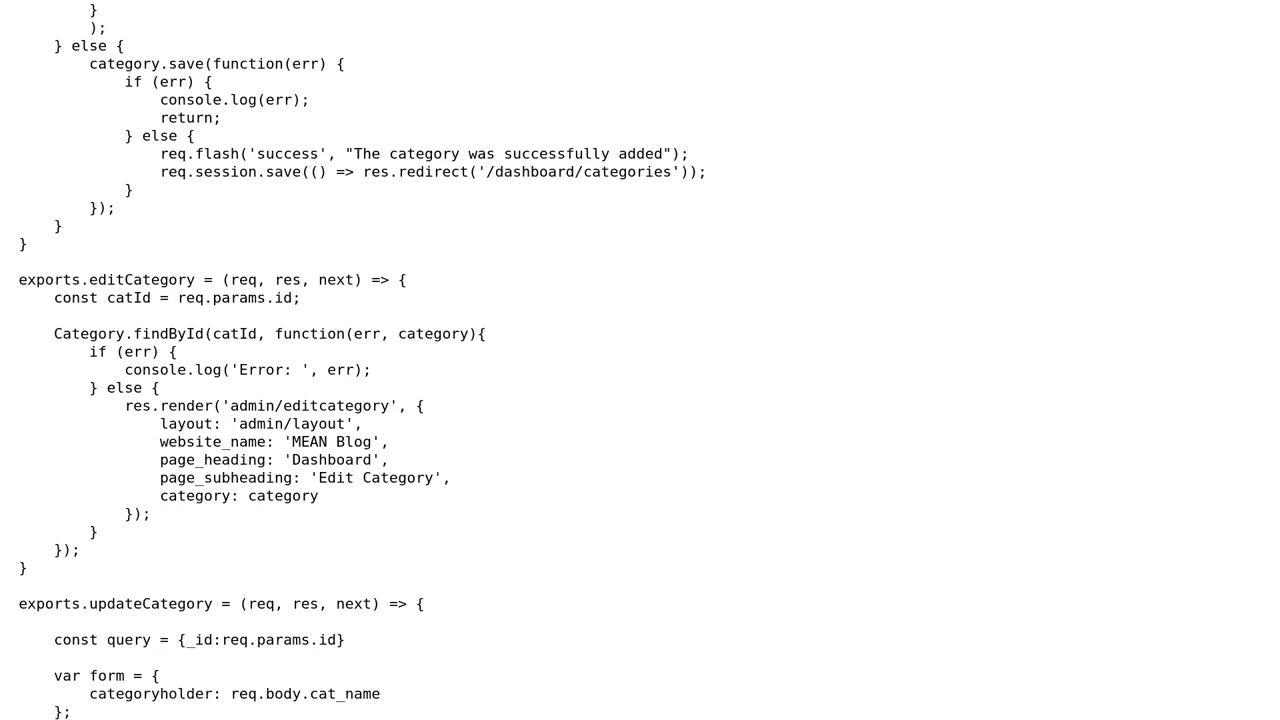 }
        );
    } else {
        category.save(function(err) {
            if (err) {
                console.log(err);
                return;
            } else {
                req.flash('success', "The category was successfully added");
                req.session.save(() => res.redirect('/dashboard/categories'));
            }
        });
    }
}

exports.editCategory = (req, res, next) => {
    const catId = req.params.id;

    Category.findById(catId, function(err, category){
        if (err) {
            console.log('Error: ', err);
        } else {
            res.render('admin/editcategory', {
                layout: 'admin/layout',
                website_name: 'MEAN Blog',
                page_heading: 'Dashboard',
                page_subheading: 'Edit Category',
                category: category
            });
        }
    });
}

exports.updateCategory = (req, res, next) => {

    const query = {_id:req.params.id}

    var form = {
        categoryholder: req.body.cat_name
    };